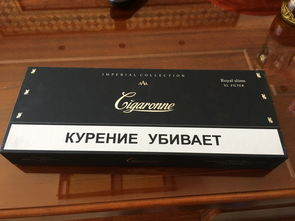 IMPERIAL COLLECTION
Royal slims
XL FILTER
Cigaronne
КУРЕНИЕ УБИВАЕТ